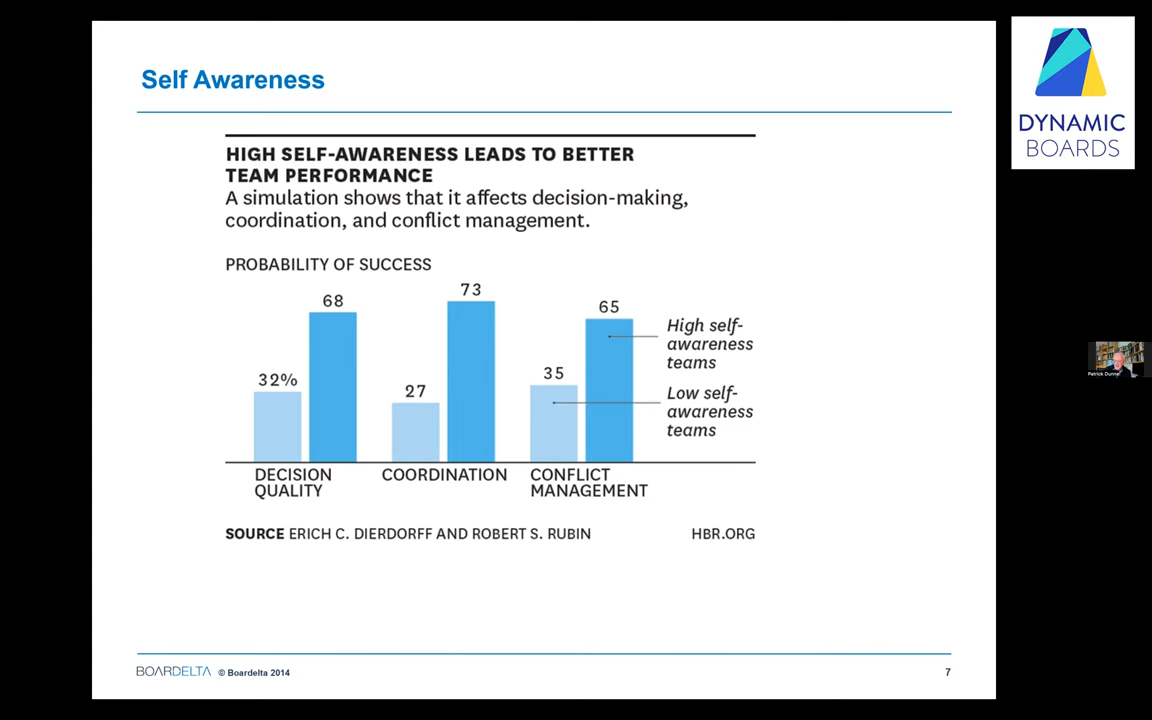 Self Awareness
HIGH SELF-AWARENESS LEADS TO BETTER
TEAM PERFORMANCE
A simulation shows that it affects decision-making,
coordination, and conflict management.
PROBABILITY OF SUCCESS
32%
68
27
73
35
65
High self-
awareness
teams
Low self-
awareness
teams
DECISION
QUALITY
COORDINATION
CONFLICT
MANAGEMENT
SOURCE ERICH C. DIERDORFF AND ROBERT S. RUBIN
HBR.ORG
BOARDELTA © Boardelta 2014
7
DYNAMIC
BOARDS
Patrick Dunne